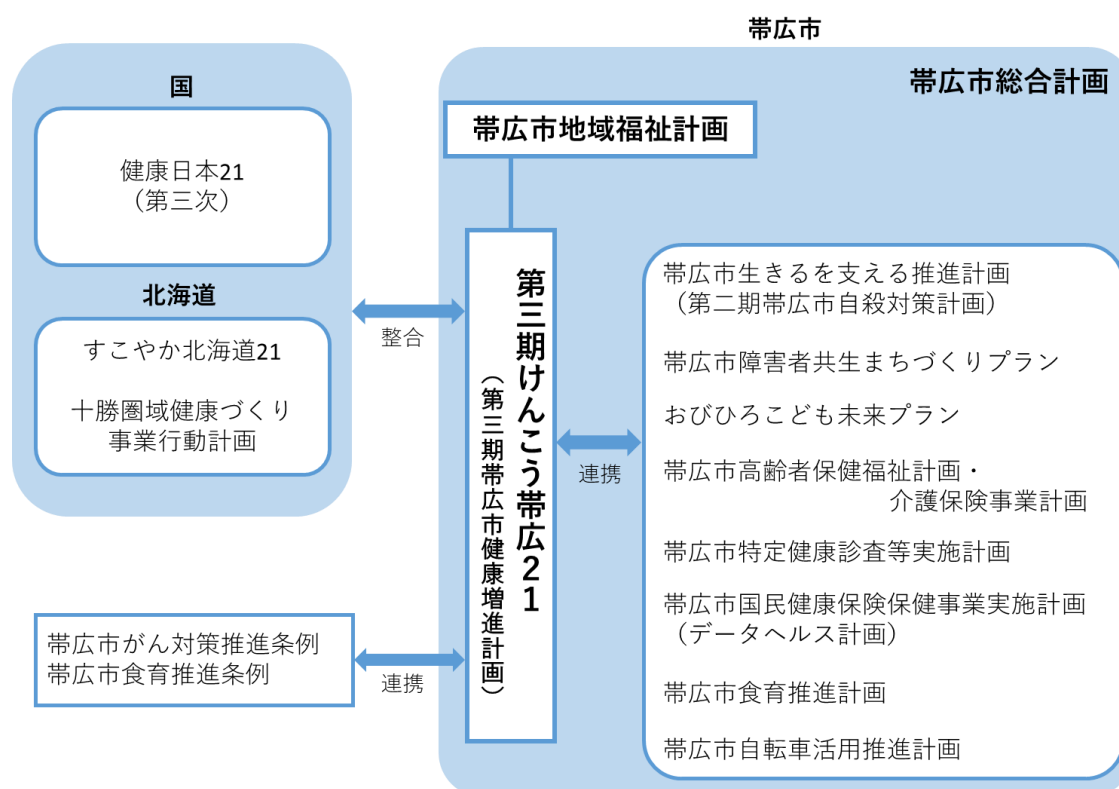 帯広市
帯広市総合計画
国
健康日本21
（第三次）
北海道
すこやか北海道21
十勝圏域健康づくり
事業行動計画
整合
帯広市がん対策推進条例
帯広市食育推進条例
連携
帯広市地域福祉計画
第三期けんこう帯広２１
（第三期帯広市健康増進計画）
連携
帯広市生きるを支える推進計画
（第二期帯広市自殺対策計画）
帯広市障害者共生まちづくりプラン
おびひろこども未来プラン
帯広市高齢者保健福祉計画・
介護保険事業計画
帯広市特定健康診査等実施計画
帯広市国民健康保険保健事業実施計画
（データヘルス計画）
帯広市食育推進計画
帯広市自転車活用推進計画